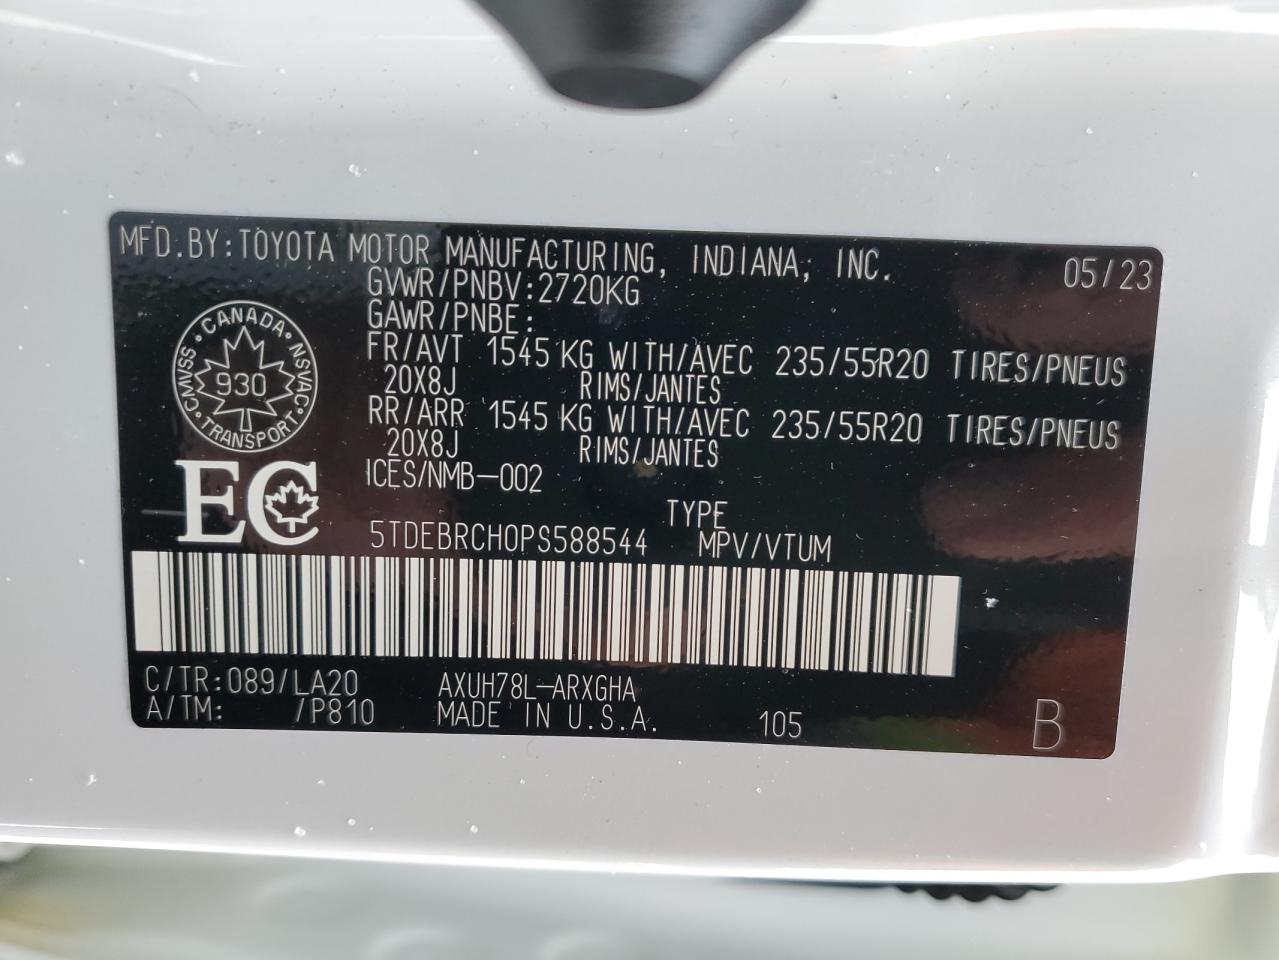 MFD.BY:TOYOTA MOTOR MANUFACTURING, INDIANA, INC. 05/23
GVWR/PNBV:2720KG
GAWR/PNBE:
FR/AVT 1545 KG WITH/AVEC 235/55R20 TIRES/PNEUS
20X8J RIMS/JANTES
RR/ARR 1545 KG WITH/AVEC 235/55R20 TIRES/PNEUS
20X8J RIMS/JANTES
ICES/NMB-002
CANADA
CMVSS NSVAC
930
TRANSPORT
EC
TYPE
5TDEBRCH0PS588544 MPV/VTUM
C/TR:089/LA20 AXUH78L-ARXGHA
A/TM: /P810 MADE IN U.S.A. 105 B